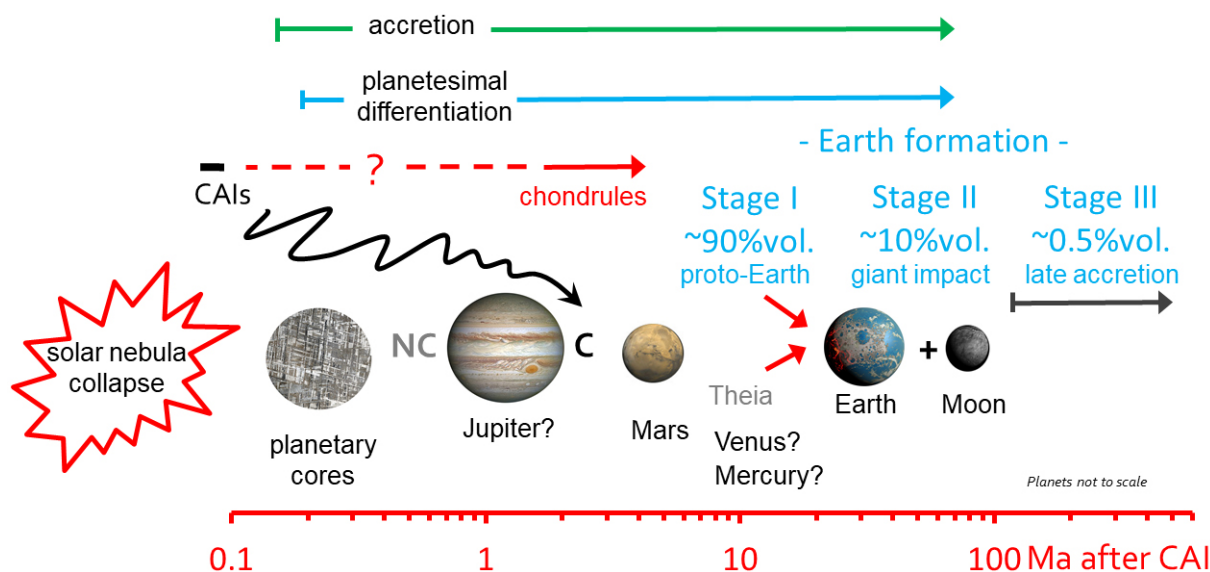 accretion
planetesimal
differentiation
- Earth formation -
?
CAIs
chondrules
Stage I
~90%vol.
proto-Earth
Stage II
~10%vol.
giant impact
Stage III
~0.5%vol.
late accretion
solar nebula
collapse
NC
C
+
planetary
cores
Jupiter?
Mars
Theia
Venus?
Mercury?
Earth
Moon
Planets not to scale
0.1 1 10 100 Ma after CAI